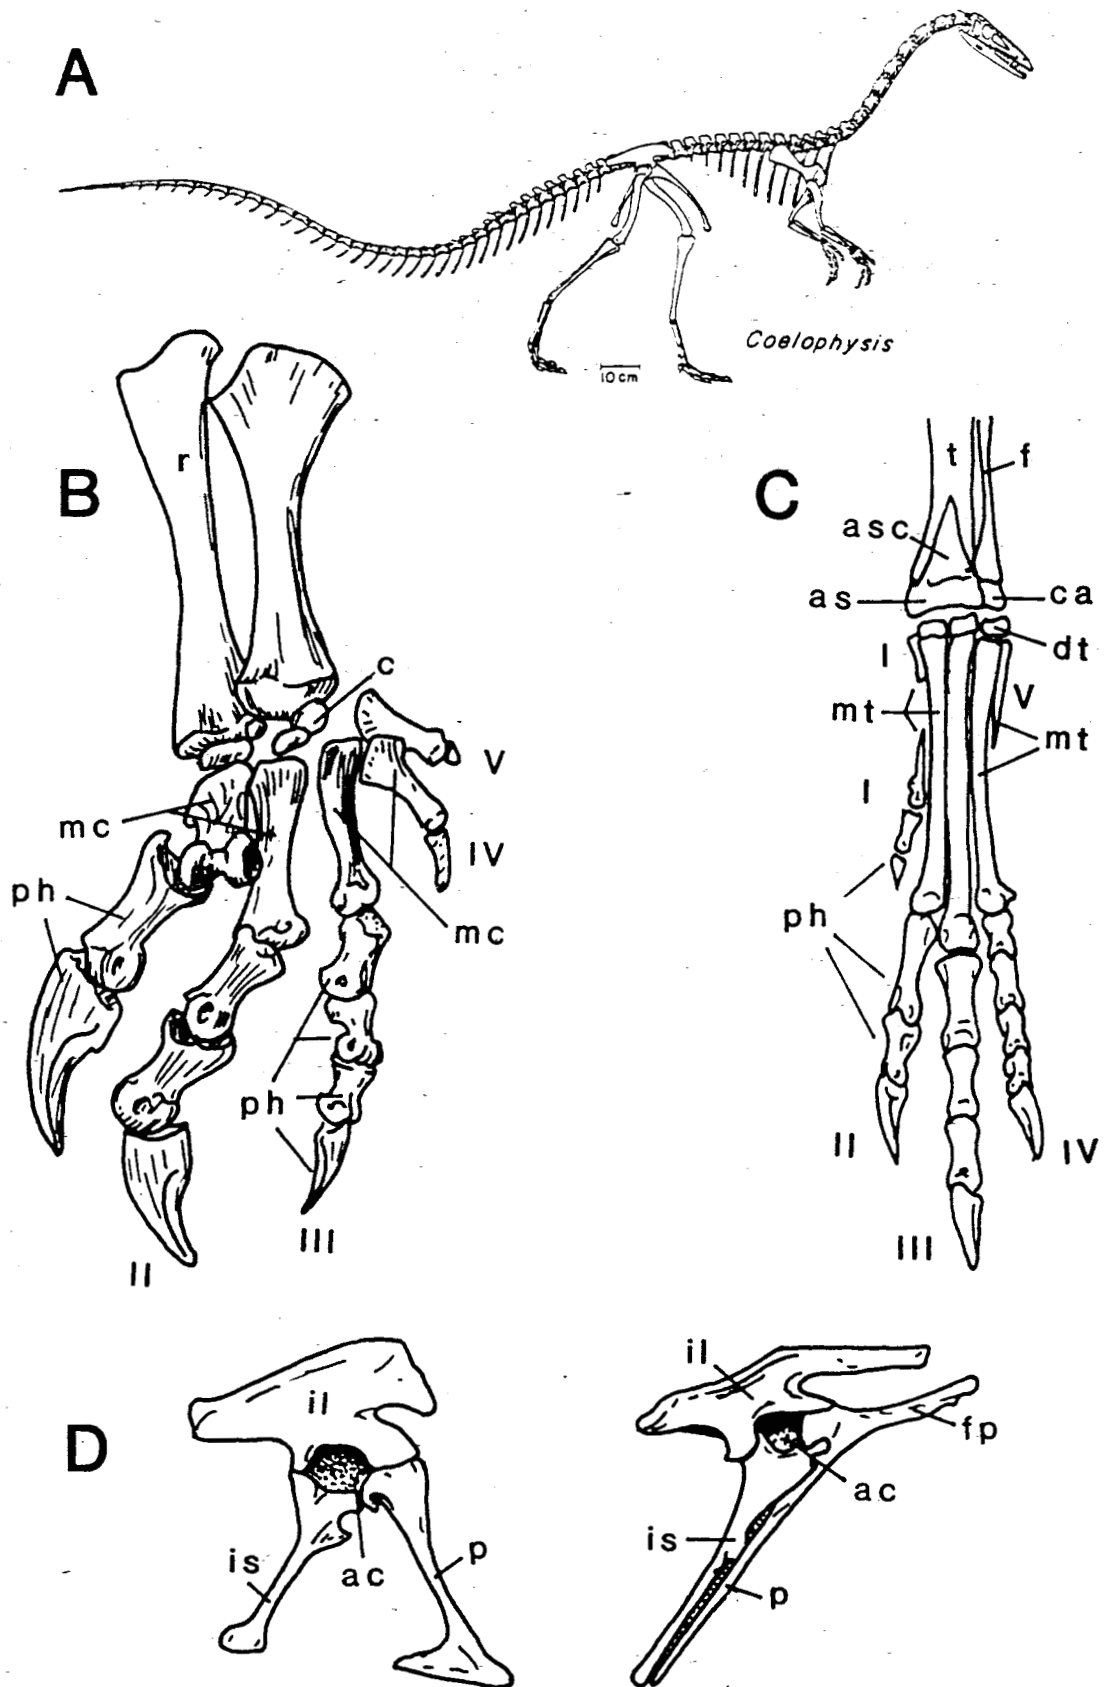 A
Coelophysis
10 cm
B
r
c
V
mc
IV
ph
mc
ph
III
II
C
t
f
asc
as
ca
I
dt
mt
V
mt
I
ph
II
IV
III
D
il
is
ac
p
il
fp
ac
is
p